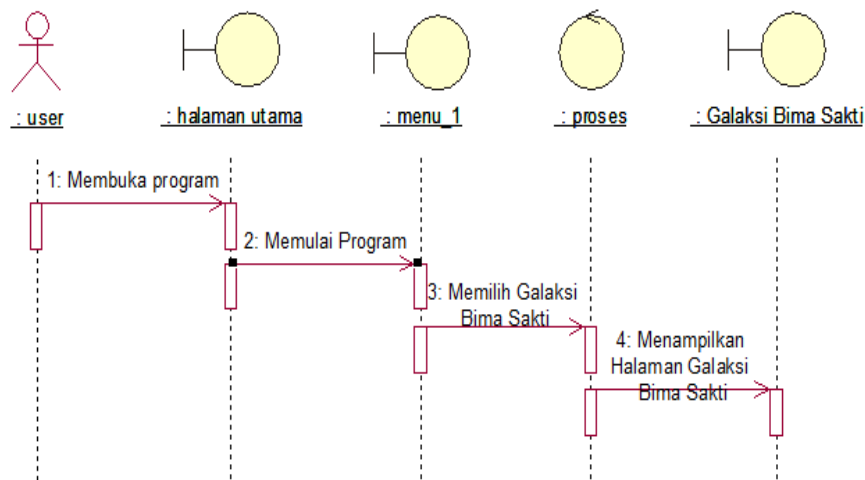 : user
: halaman utama
: menu_1
: proses
: Galaksi Bima Sakti
1: Membuka program
2: Memulai Program
3: Memilih Galaksi
Bima Sakti
4: Menampilkan
Halaman Galaksi
Bima Sakti